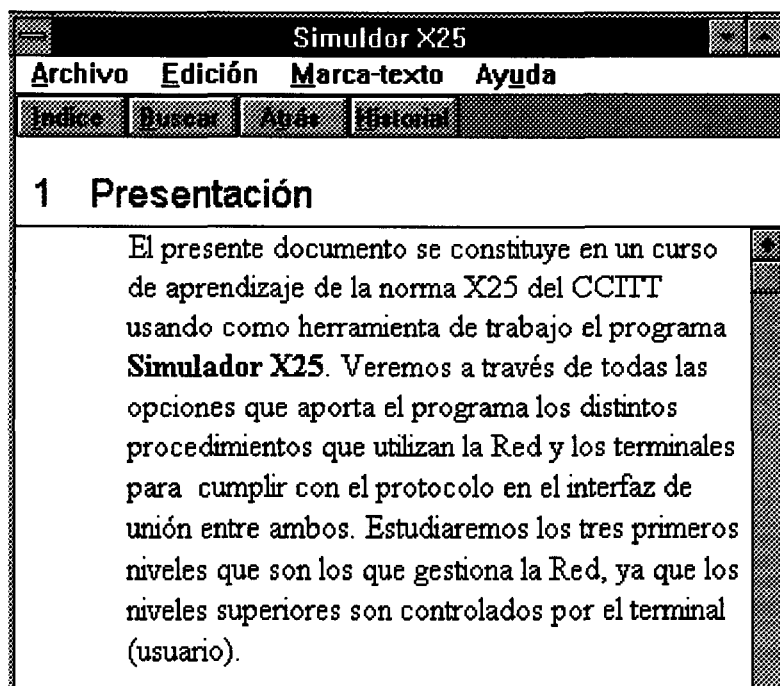 Simuldor X25
Archivo Edición Marca-texto Ayuda
Índice Buscar Atrás Historial
1 Presentación
El presente documento se constituye en un curso
de aprendizaje de la norma X25 del CCITT
usando como herramienta de trabajo el programa
Simulador X25. Veremos a través de todas las
opciones que aporta el programa los distintos
procedimientos que utilizan la Red y los terminales
para cumplir con el protocolo en el interfaz de
unión entre ambos. Estudiaremos los tres primeros
niveles que son los que gestiona la Red, ya que los
niveles superiores son controlados por el terminal
(usuario).